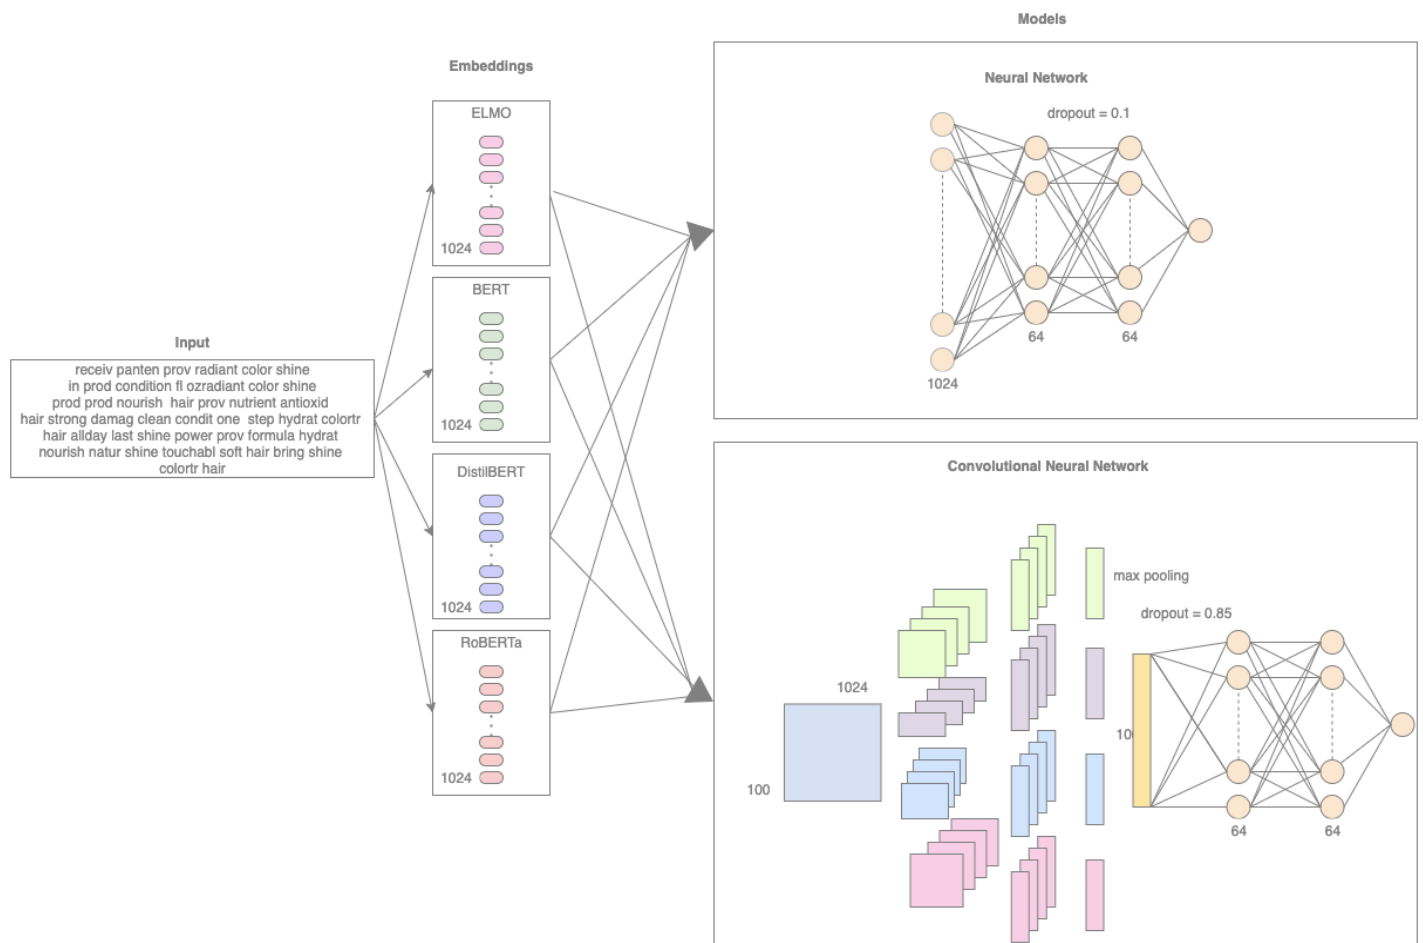 Models
Embeddings
Neural Network
ELMO
dropout = 0.1
1024
BERT
1024
64
64
1024
Input
receiv panten prov radiant color shine
in prod condition fl ozradiant color shine
prod prod nourish hair prov nutrient antioxid
hair strong damag clean condit one step hydrat colortr
hair allday last shine power prov formula hydrat
nourish natur shine touchabl soft hair bring shine
colortr hair
DistilBERT
1024
RoBERTa
1024
Convolutional Neural Network
max pooling
dropout = 0.85
1024
100
64
64